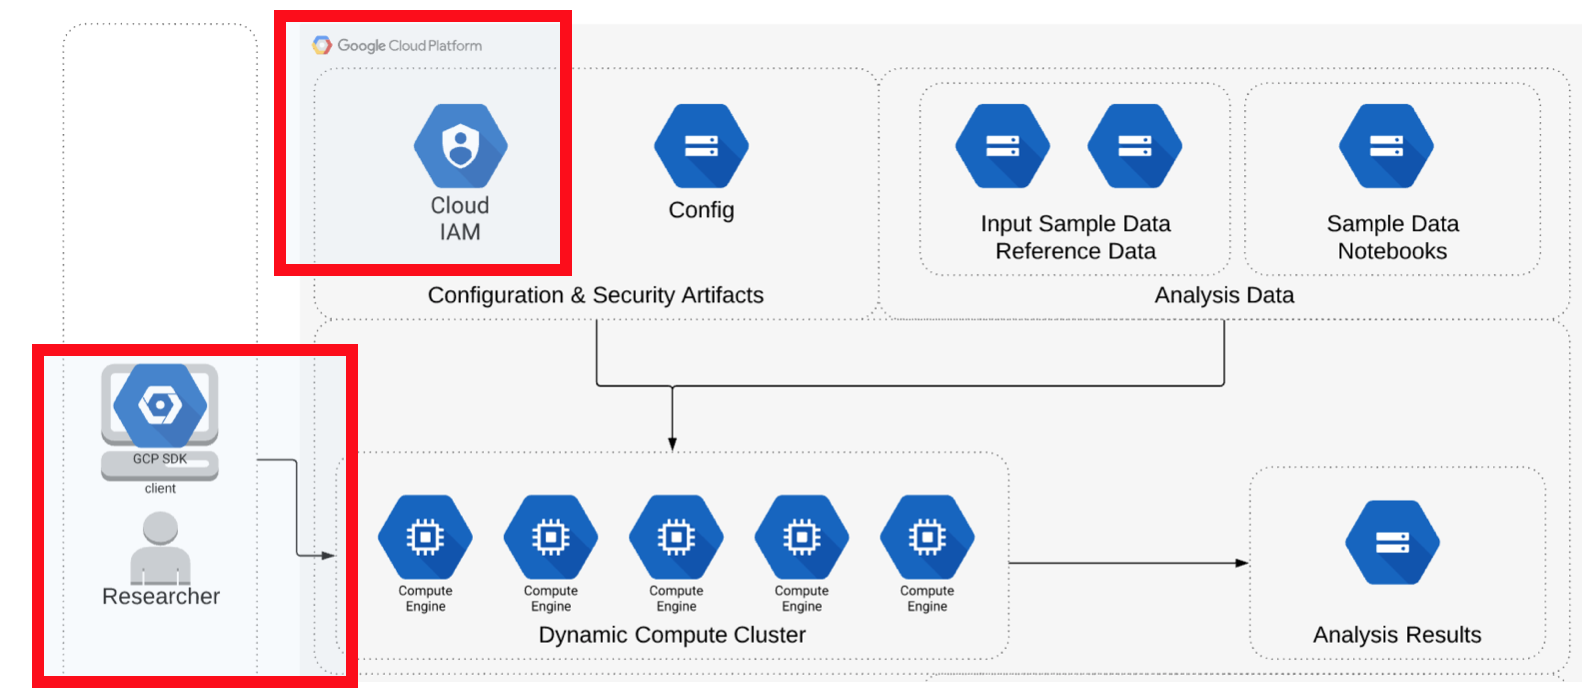 Google Cloud Platform
Cloud
IAM
Config
Configuration & Security Artifacts
Input Sample Data
Reference Data
Sample Data
Notebooks
Analysis Data
GCP SDK
client
Researcher
Compute
Engine
Compute
Engine
Compute
Engine
Compute
Engine
Compute
Engine
Dynamic Compute Cluster
Analysis Results